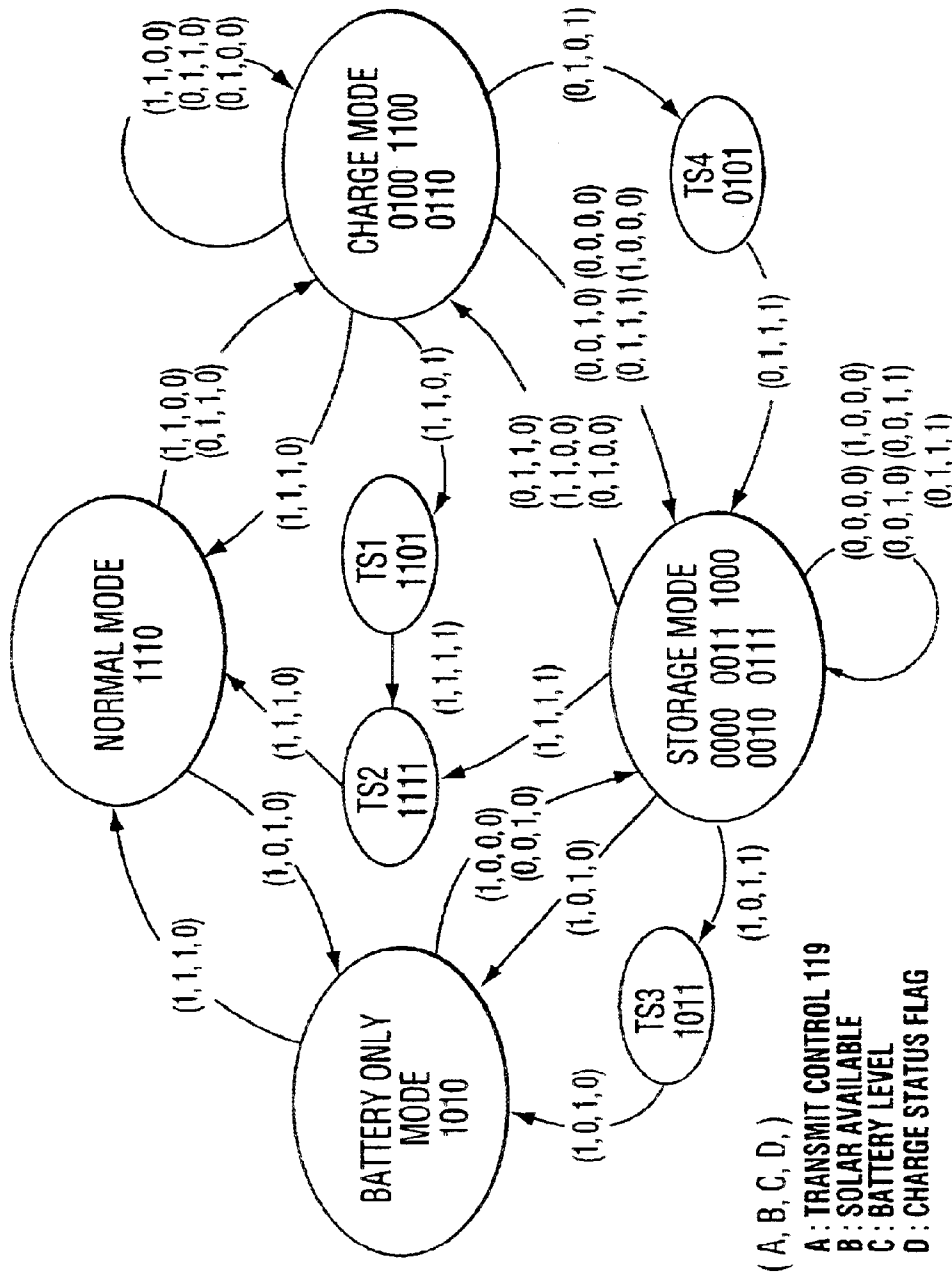 NORMAL MODE
1110
(1,1,1,0)
(1,0,1,0)
(1,1,1,0)
(1,1,1,0)
(1,1,0,0)
(0,1,1,0)
(1,1,0,0)
(0,1,1,0)
(0,1,0,0)
BATTERY ONLY
MODE
1010
TS2
1111
(1,1,1,1)
TS1
1101
(1,1,0,1)
CHARGE MODE
0100 1100
0110
(0,1,0,1)
(1,0,0,0)
(0,0,1,0)
(1,0,1,0)
(1,1,1,1)
(0,1,1,0)
(1,1,0,0)
(0,1,0,0)
(0,0,1,0) (0,0,0,0)
(0,1,1,1) (1,0,0,0)
TS4
0101
(0,1,1,1)
(1,0,1,0)
TS3
1011
(1,0,1,1)
STORAGE MODE
0000 0011 1000
0010 0111
(0,0,0,0) (1,0,0,0)
(0,0,1,0) (0,0,1,1)
(0,1,1,1)
( A, B, C, D, )
A : TRANSMIT CONTROL 119
B : SOLAR AVAILABLE
C : BATTERY LEVEL
D : CHARGE STATUS FLAG